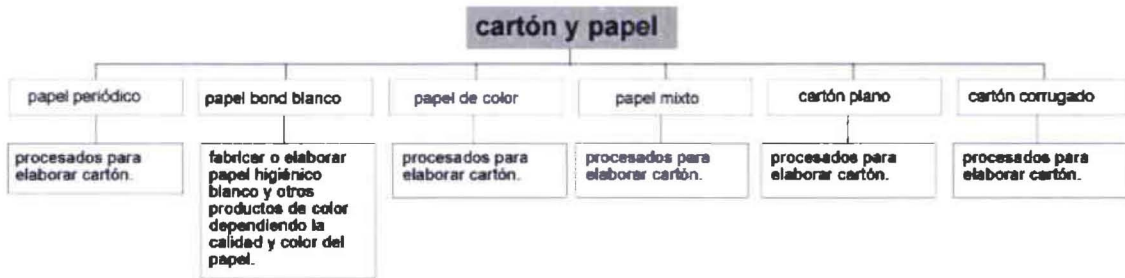 cartón y papel
papel periódico
papel bond blanco
papel de color
papel mixto
cartón plano
cartón corrugado
procesados para
elaborar cartón.
fabricar o elaborar
papel higiénico
blanco y otros
productos de color
dependiendo la
calidad y color del
papel.
procesados para
elaborar cartón.
procesados para
elaborar cartón.
procesados para
elaborar cartón.
procesados para
elaborar cartón.